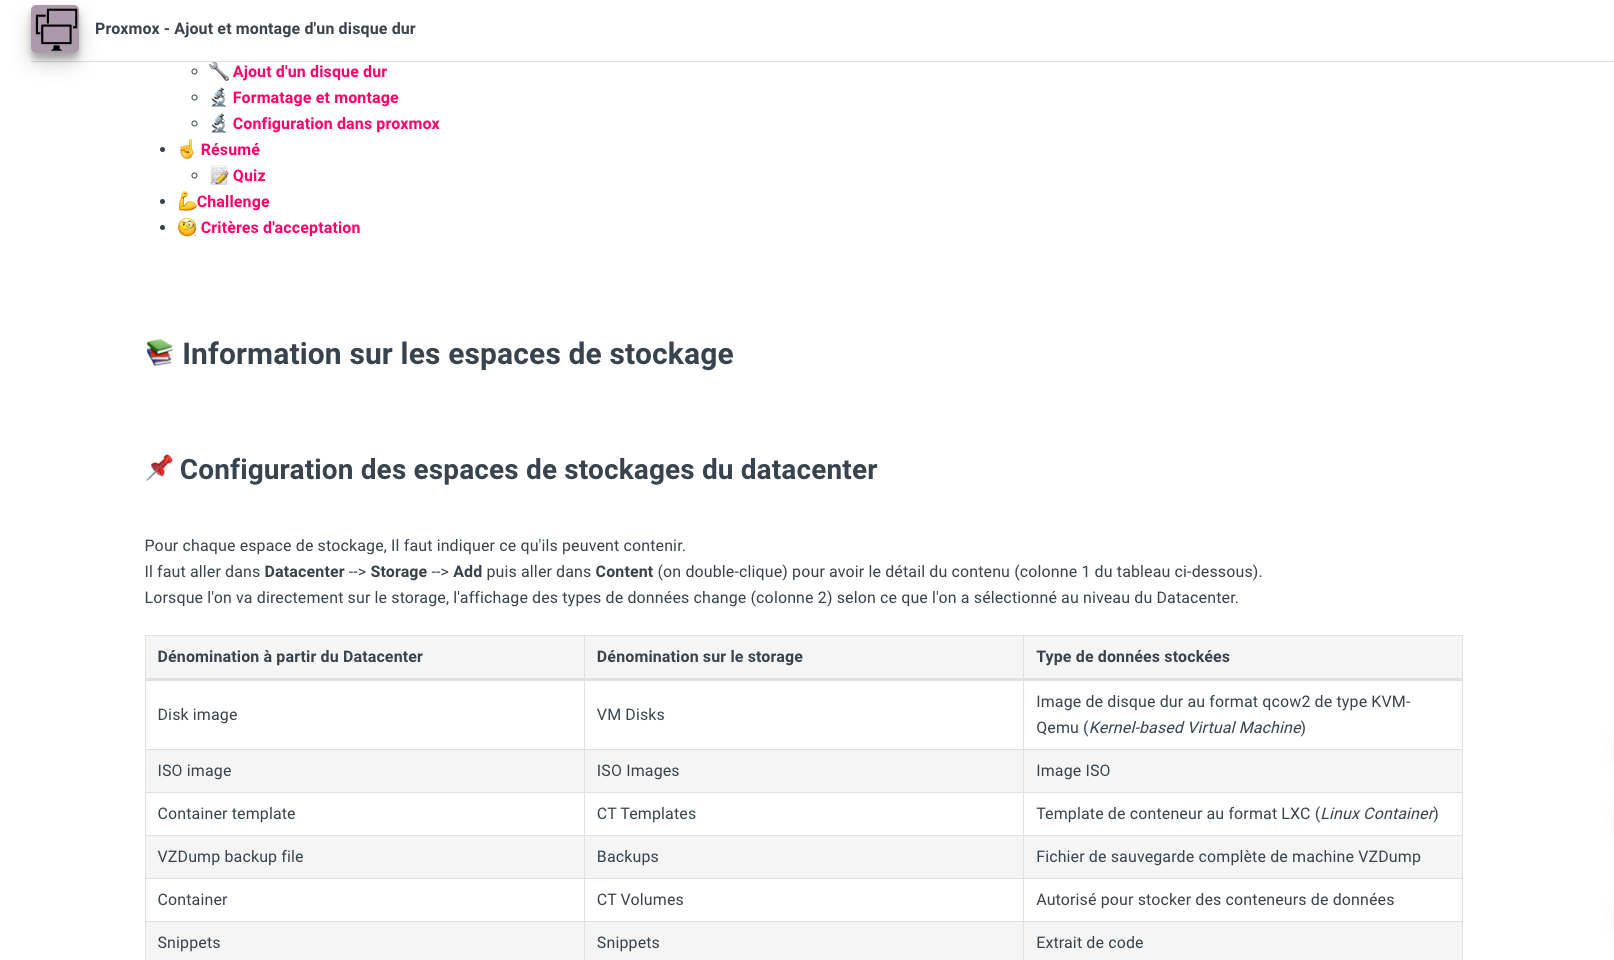 Proxmox - Ajout et montage d'un disque dur
🔧 Ajout d'un disque dur
🔬 Formatage et montage
🔬 Configuration dans proxmox
☝ Résumé
📝 Quiz
💪Challenge
🧐 Critères d'acceptation
📚 Information sur les espaces de stockage
📌 Configuration des espaces de stockages du datacenter
Pour chaque espace de stockage, Il faut indiquer ce qu'ils peuvent contenir.
Il faut aller dans Datacenter --> Storage --> Add puis aller dans Content (on double-clique) pour avoir le détail du contenu (colonne 1 du tableau ci-dessous).
Lorsque l'on va directement sur le storage, l'affichage des types de données change (colonne 2) selon ce que l'on a sélectionné au niveau du Datacenter.
Dénomination à partir du Datacenter Dénomination sur le storage Type de données stockées
Disk image VM Disks Image de disque dur au format qcow2 de type KVM-
Qemu (Kernel-based Virtual Machine)
ISO image ISO Images Image ISO
Container template CT Templates Template de conteneur au format LXC (Linux Container)
VZDump backup file Backups Fichier de sauvegarde complète de machine VZDump
Container CT Volumes Autorisé pour stocker des conteneurs de données
Snippets Snippets Extrait de code